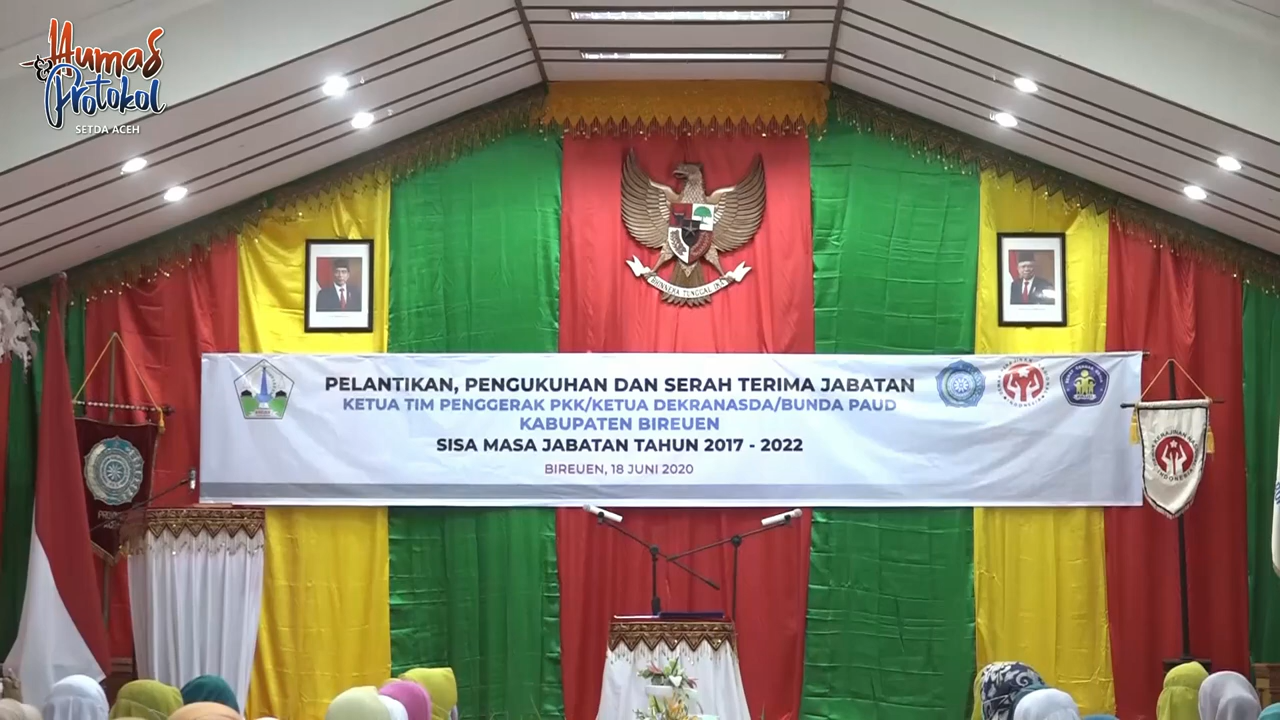 Humas
& Protokol
SETDA ACEH
BHINNEKA TUNGGAL IKA
PELANTIKAN, PENGUKUHAN DAN SERAH TERIMA JABATAN
KETUA TIM PENGGERAK PKK/KETUA DEKRANASDA/BUNDA PAUD
KABUPATEN BIREUEN
SISA MASA JABATAN TAHUN 2017 - 2022
BIREUEN, 18 JUNI 2020